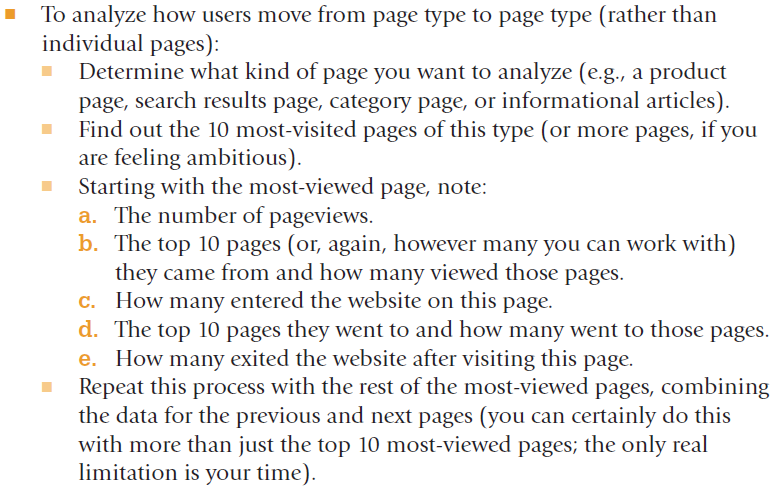 ■ To analyze how users move from page type to page type (rather than
individual pages):
■ Determine what kind of page you want to analyze (e.g., a product
page, search results page, category page, or informational articles).
■ Find out the 10 most-visited pages of this type (or more pages, if you
are feeling ambitious).
■ Starting with the most-viewed page, note:
a. The number of pageviews.
b. The top 10 pages (or, again, however many you can work with)
they came from and how many viewed those pages.
c. How many entered the website on this page.
d. The top 10 pages they went to and how many went to those pages.
e. How many exited the website after visiting this page.
■ Repeat this process with the rest of the most-viewed pages, combining
the data for the previous and next pages (you can certainly do this
with more than just the top 10 most-viewed pages; the only real
limitation is your time).